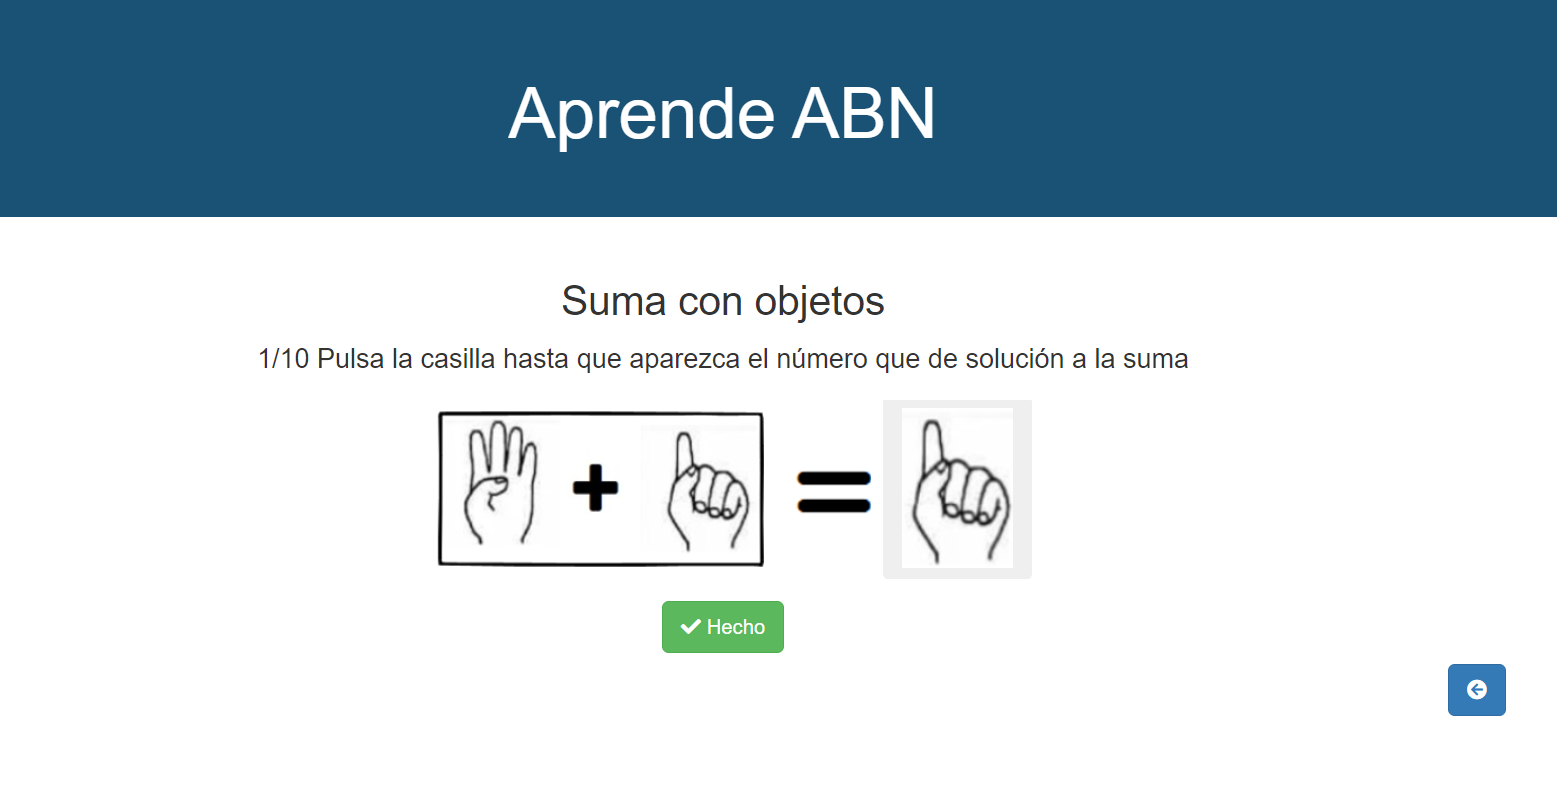 Aprende ABN
Suma con objetos
1/10 Pulsa la casilla hasta que aparezca el número que de solución a la suma
+ =
Hecho